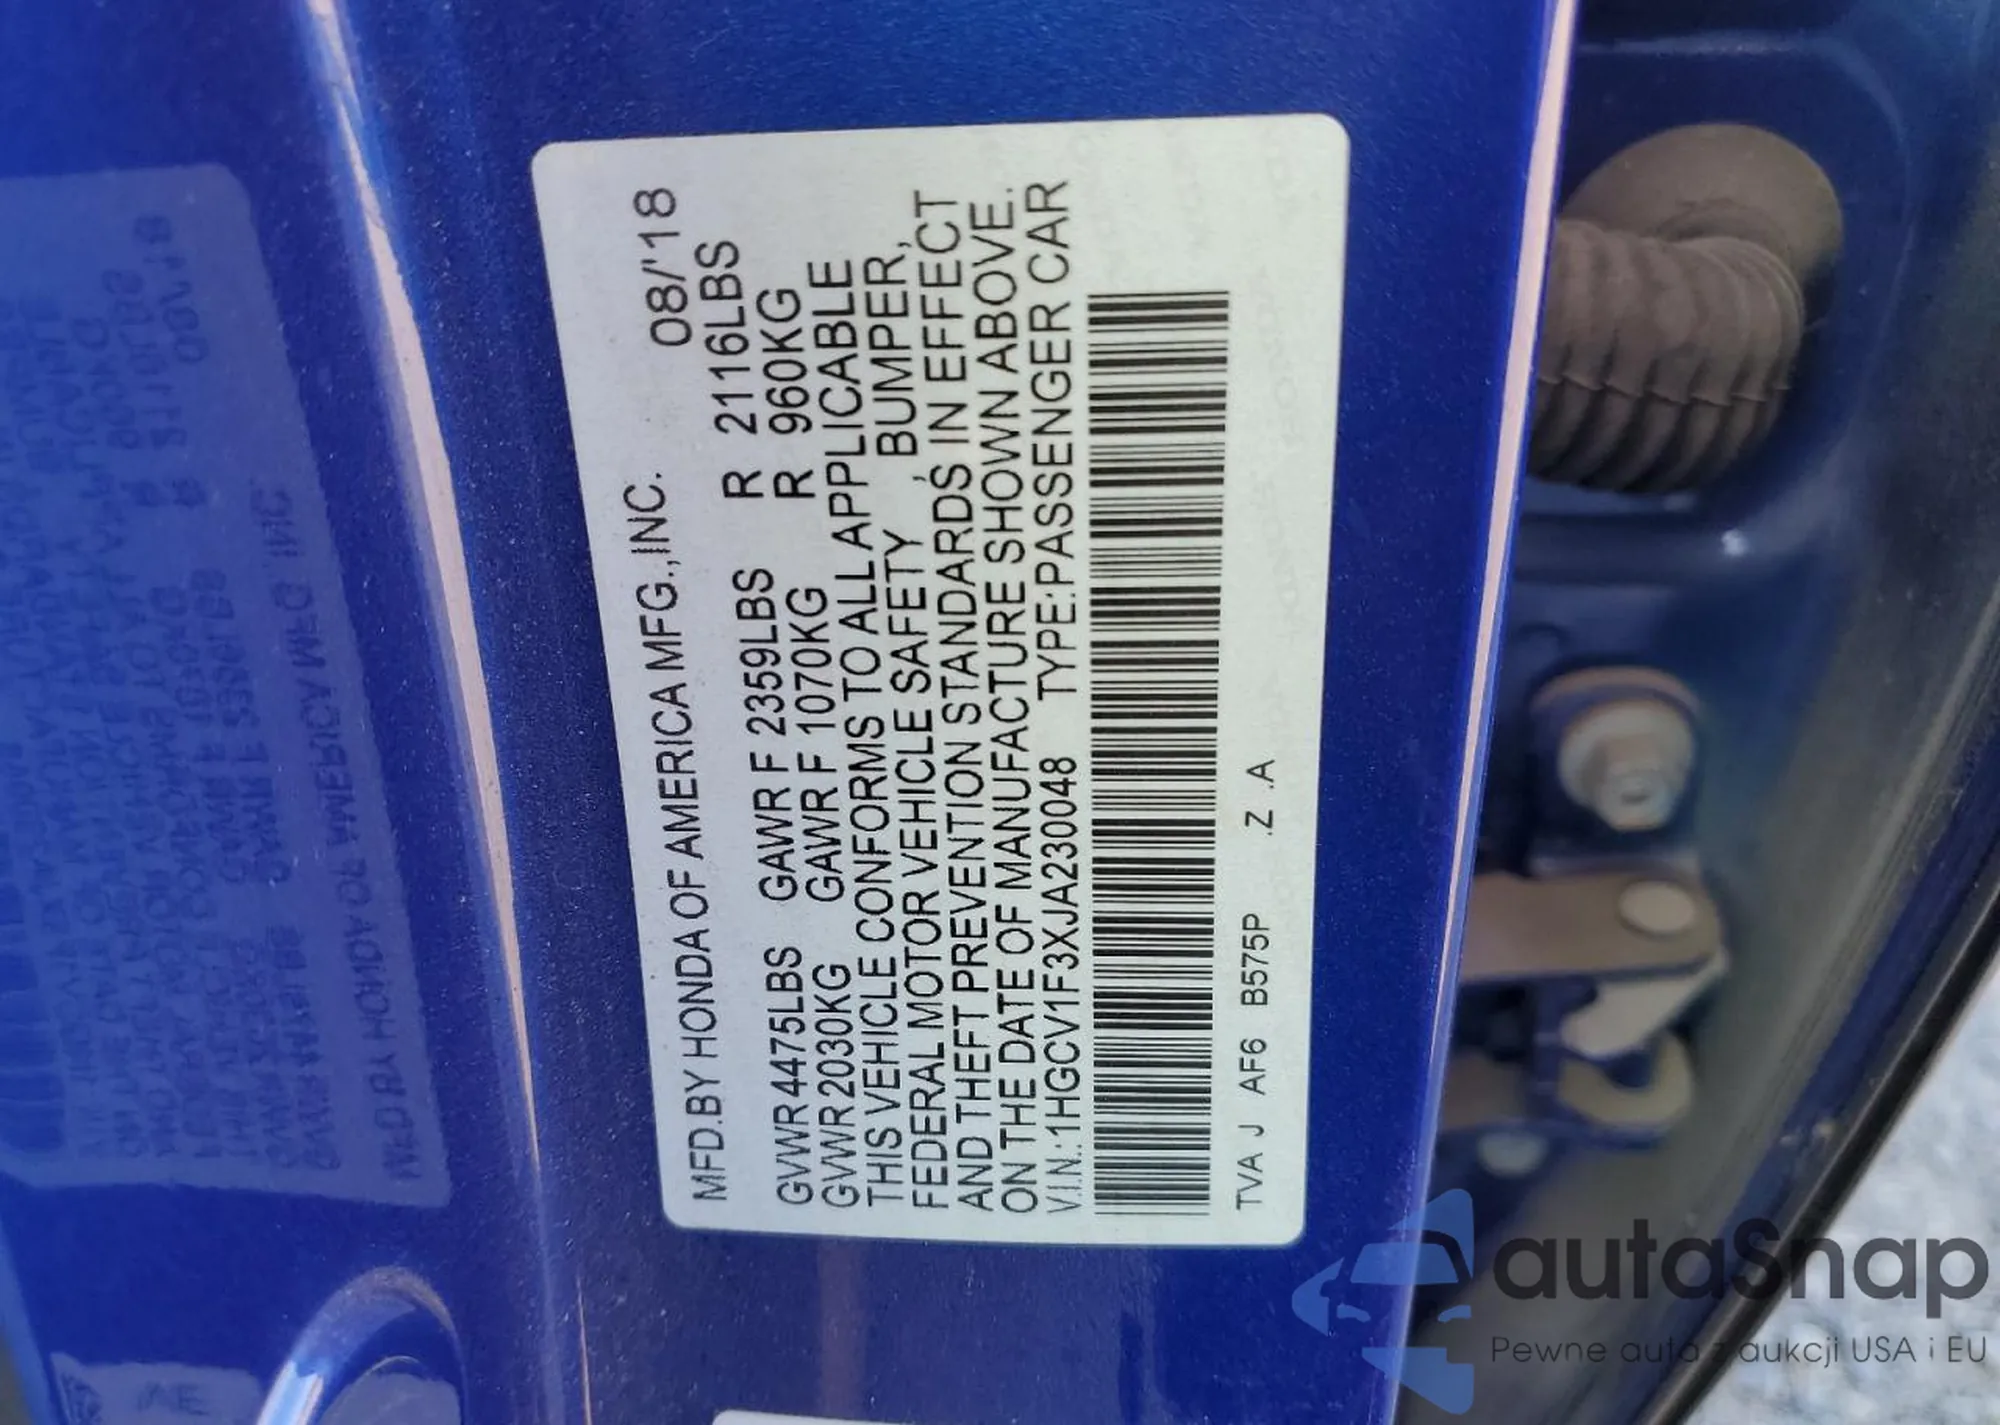 MFD.BY HONDA OF AMERICA MFG.,INC. 08/'18
GVWR 4475LBS GAWR F 2359LBS R 2116LBS
GVWR 2030KG GAWR F 1070KG R 960KG
THIS VEHICLE CONFORMS TO ALL APPLICABLE
FEDERAL MOTOR VEHICLE SAFETY, BUMPER,
AND THEFT PREVENTION STANDARDS IN EFFECT
ON THE DATE OF MANUFACTURE SHOWN ABOVE.
V.I.N.:1HGCV1F3XJA230048 TYPE:PASSENGER CAR
TVA J AF6 B575P .Z .A
autaSnap
Pewne auta z aukcji USA i EU